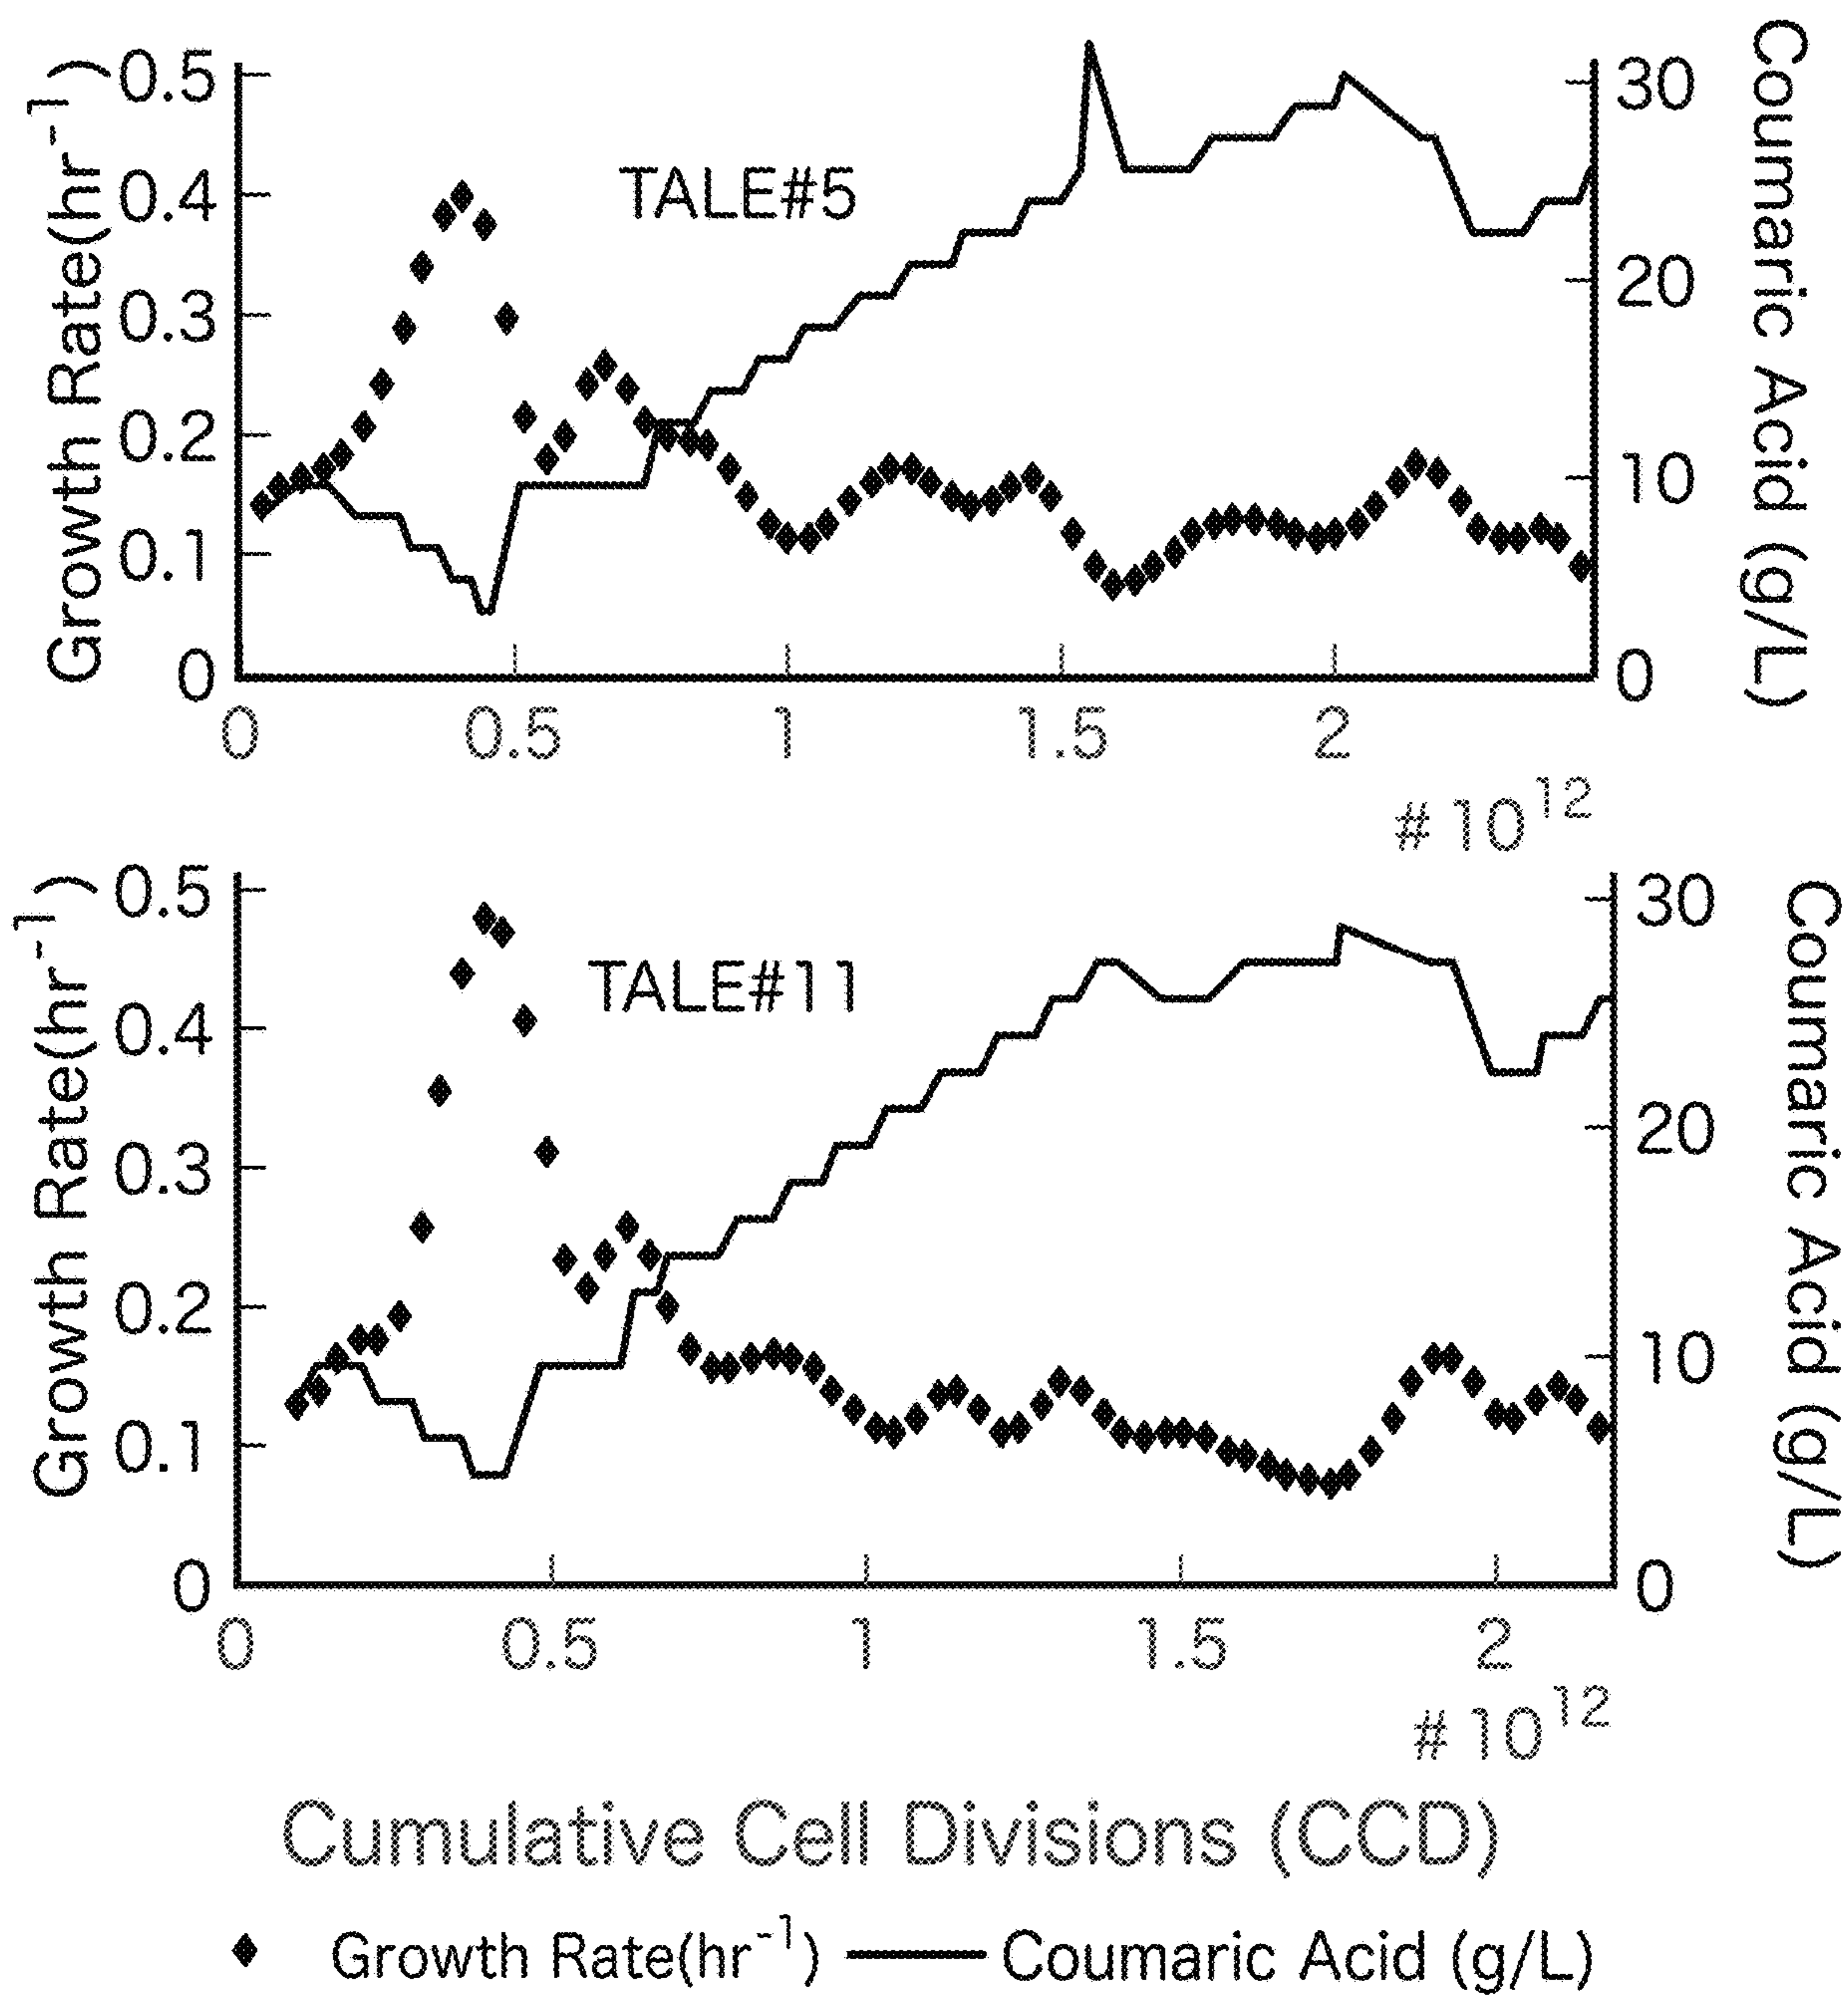 Growth Rate(hr-1)
0.5
0.4
0.3
0.2
0.1
0
TALE#5
30
20
10
0
Coumaric Acid (g/L)
0 0.5 1 1.5 2
#10^12
Growth Rate(hr-1)
0.5
0.4
0.3
0.2
0.1
0
TALE#11
30
20
10
0
Coumaric Acid (g/L)
0 0.5 1 1.5 2
#10^12
Cumulative Cell Divisions (CCD)
Growth Rate(hr-1) Coumaric Acid (g/L)